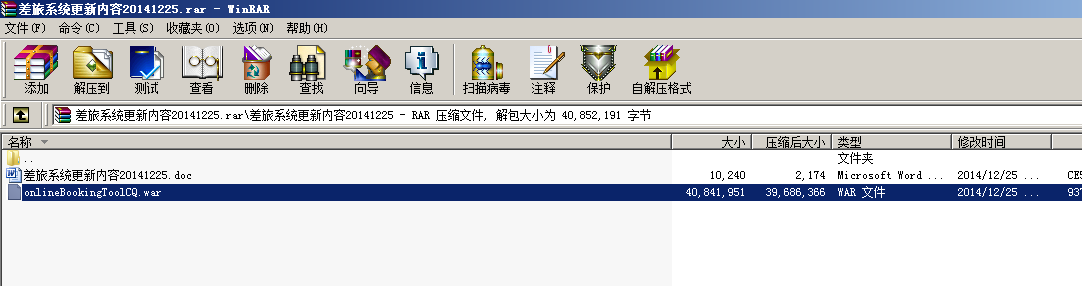 差旅系统更新内容20141225.rar - WinRAR
文件(F) 命令(C) 工具(S) 收藏夹(O) 选项(N) 帮助(H)
添加 解压到 测试 查看 删除 查找 向导 信息 扫描病毒 注释 保护 自解压格式
差旅系统更新内容20141225.rar\差旅系统更新内容20141225 - RAR 压缩文件, 解包大小为 40,852,191 字节
名称 大小 压缩后大小 类型 修改时间
.. 文件夹
差旅系统更新内容20141225.doc 10,240 2,174 Microsoft Word ... 2014/12/25 ... CE5
onlineBookingToolCQ.war 40,841,951 39,686,366 WAR 文件 2014/12/25 ... 937